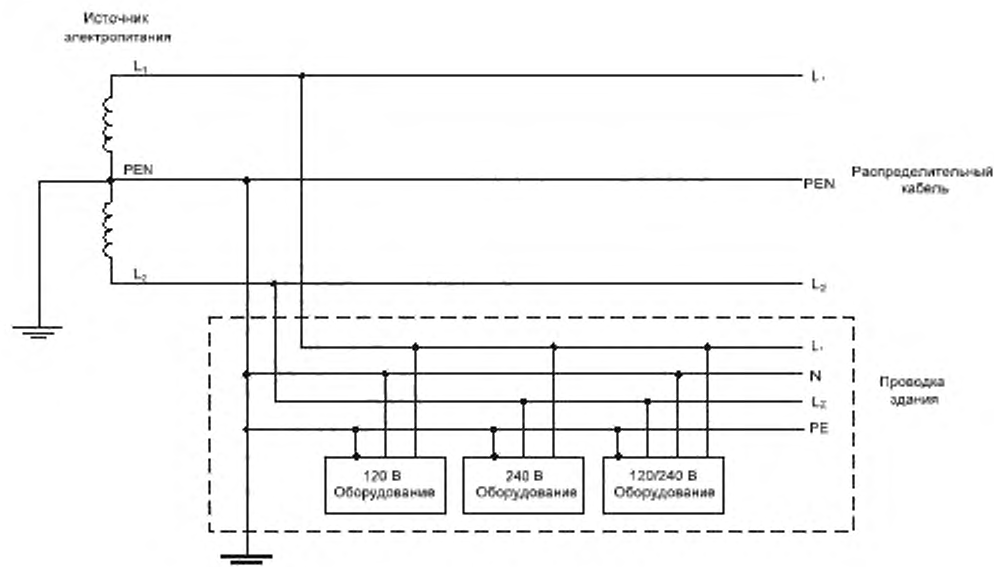 Источник
электропитания
L₁
L₁
PEN
PEN
Распределительный
кабель
L₂
L₂
L₁
N
Проводка
здания
L₂
PE
120 В
Оборудование
240 В
Оборудование
120/240 В
Оборудование